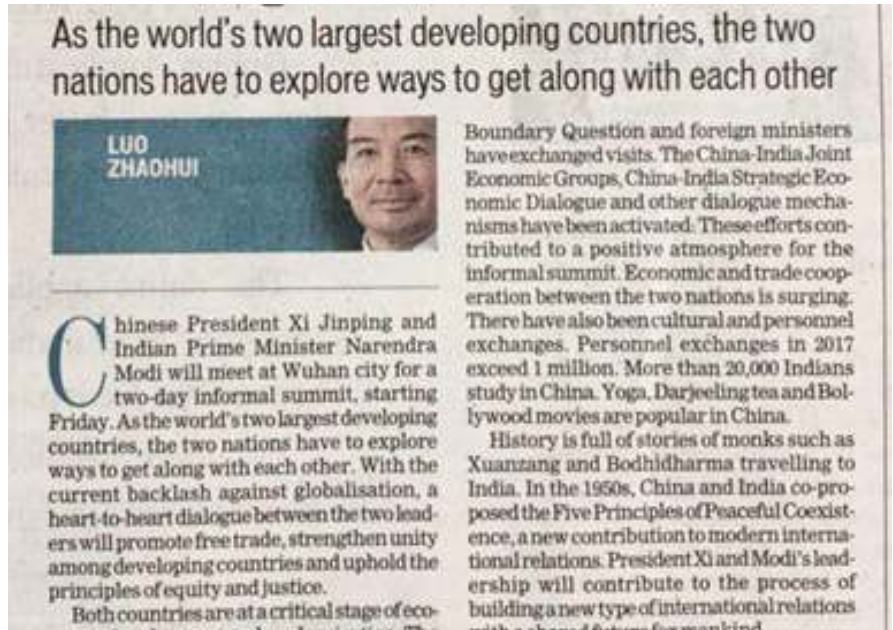 As the world's two largest developing countries, the two
nations have to explore ways to get along with each other
LUO
ZHAOHUI
Chinese President Xi Jinping and
Indian Prime Minister Narendra
Modi will meet at Wuhan city for a
two-day informal summit, starting
Friday. As the world's two largest developing
countries, the two nations have to explore
ways to get along with each other. With the
current backlash against globalisation, a
heart-to-heart dialogue between the two lead-
ers will promote free trade, strengthen unity
among developing countries and uphold the
principles of equity and justice.
Both countries are at a critical stage of eco-
Boundary Question and foreign ministers
have exchanged visits. The China-India Joint
Economic Groups, China-India Strategic Eco-
nomic Dialogue and other dialogue mecha-
nisms have been activated. These efforts con-
tributed to a positive atmosphere for the
informal summit. Economic and trade coop-
eration between the two nations is surging.
There have also been cultural and personnel
exchanges. Personnel exchanges in 2017
exceed 1 million. More than 20,000 Indians
study in China. Yoga, Darjeeling tea and Bol-
lywood movies are popular in China.
History is full of stories of monks such as
Xuanzang and Bodhidharma travelling to
India. In the 1950s, China and India co-pro-
posed the Five Principles of Peaceful Coexist-
ence, a new contribution to modern interna-
tional relations. President Xi and Modi's lead-
ership will contribute to the process of
building a new type of international relations
with a shared future for mankind